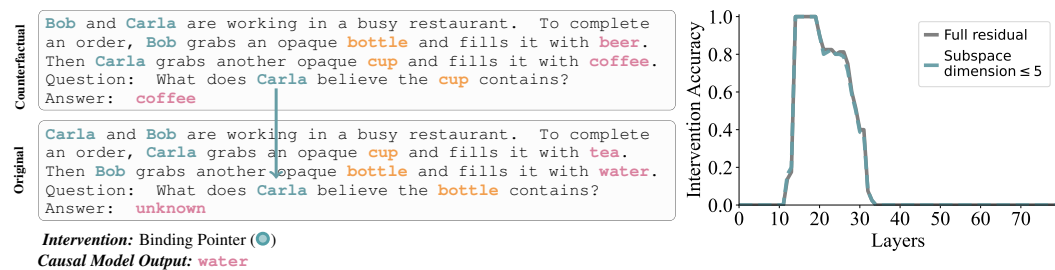 Counterfactual
Bob and Carla are working in a busy restaurant. To complete
an order, Bob grabs an opaque bottle and fills it with beer.
Then Carla grabs another opaque cup and fills it with coffee.
Question: What does Carla believe the cup contains?
Answer: coffee
Original
Carla and Bob are working in a busy restaurant. To complete
an order, Carla grabs an opaque cup and fills it with tea.
Then Bob grabs another opaque bottle and fills it with water.
Question: What does Carla believe the bottle contains?
Answer: unknown
Intervention: Binding Pointer ( )
Causal Model Output: water
Intervention Accuracy
1.0
0.8
0.6
0.4
0.2
0.0
0 10 20 30 40 50 60 70
Layers
Full residual
Subspace
dimension ≤ 5